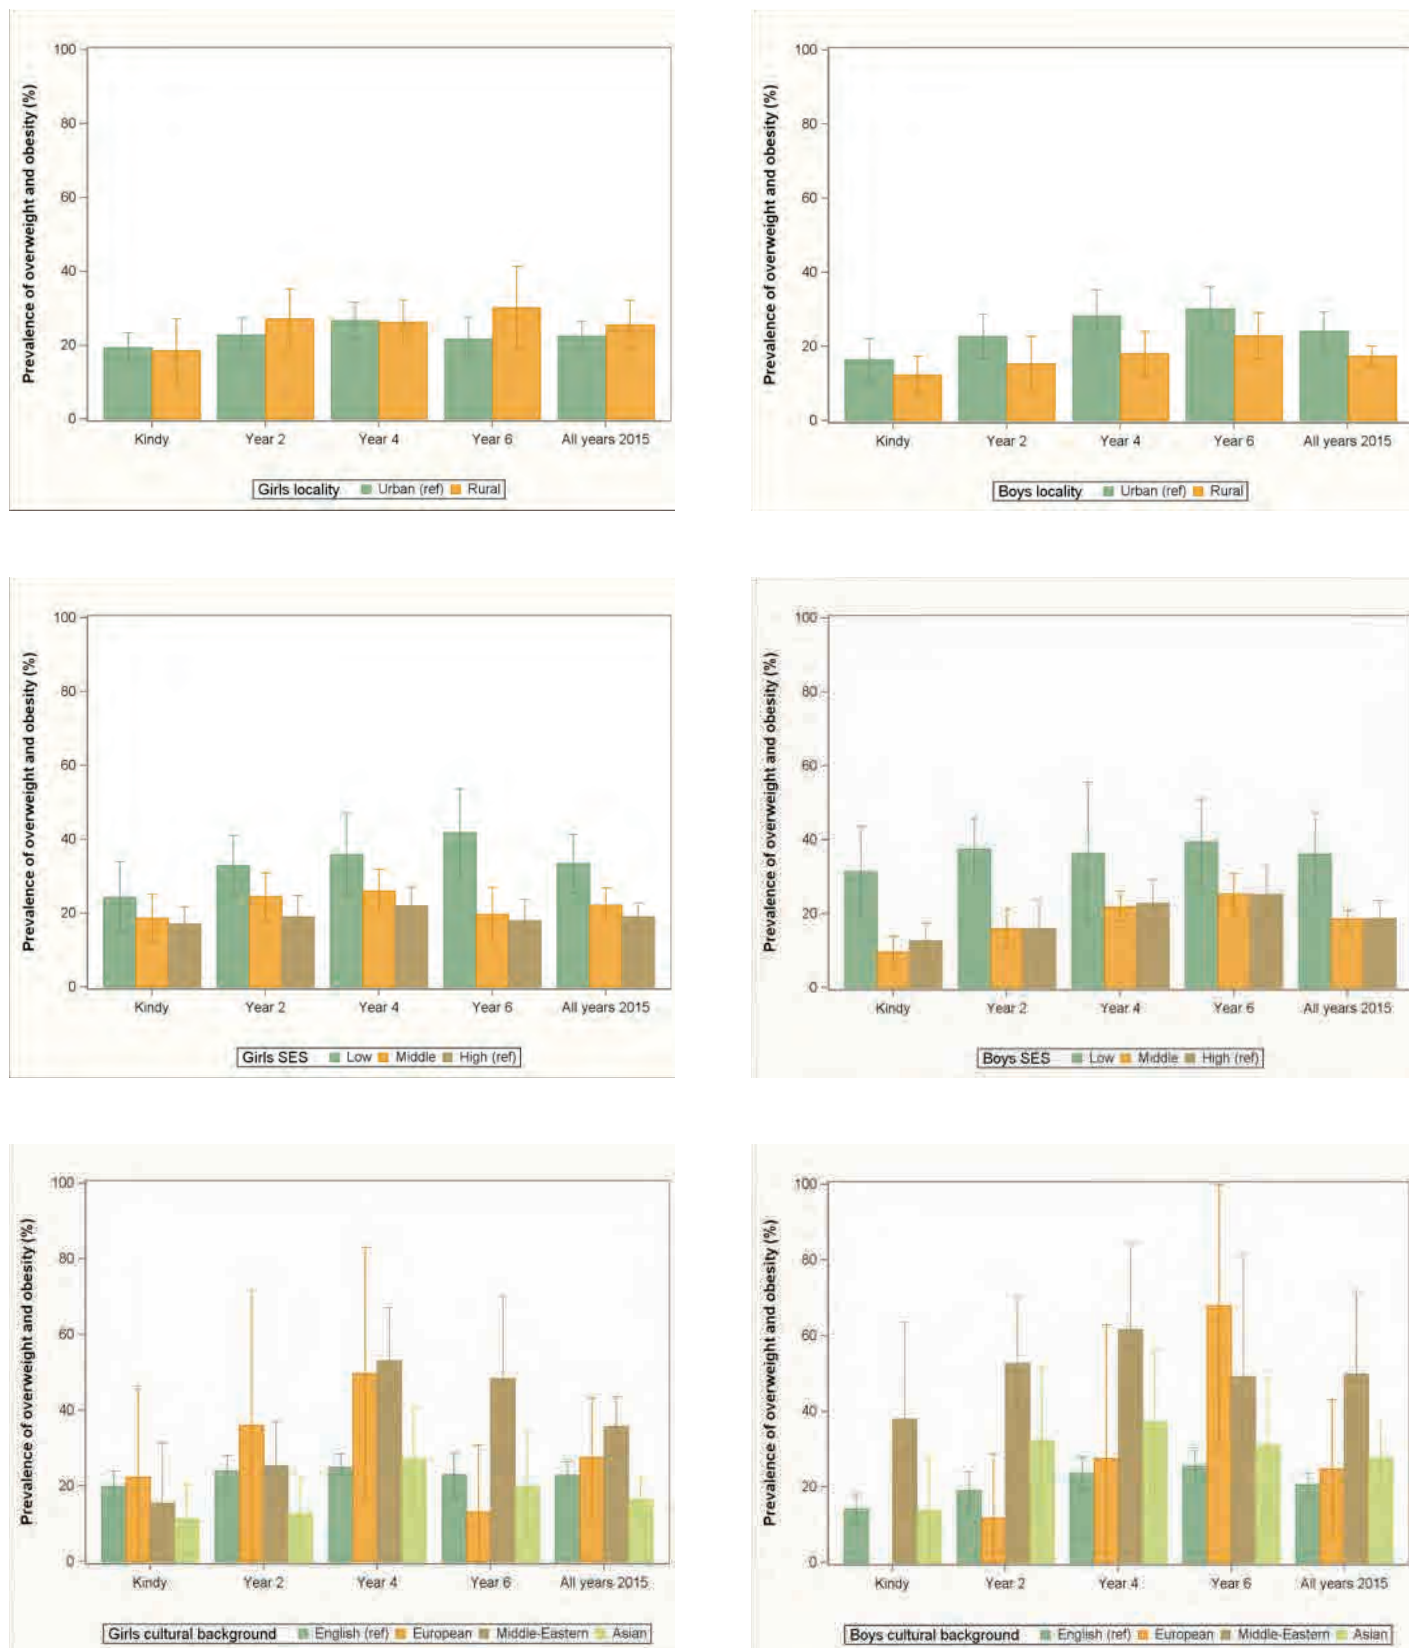 Prevalence of overweight and obesity (%)
100
80
60
40
20
0
Kindy Year 2 Year 4 Year 6 All years 2015
Girls locality Urban (ref) Rural
Prevalence of overweight and obesity (%)
100
80
60
40
20
0
Kindy Year 2 Year 4 Year 6 All years 2015
Boys locality Urban (ref) Rural
Prevalence of overweight and obesity (%)
100
80
60
40
20
0
Kindy Year 2 Year 4 Year 6 All years 2015
Girls SES Low Middle High (ref)
Prevalence of overweight and obesity (%)
100
80
60
40
20
0
Kindy Year 2 Year 4 Year 6 All years 2015
Boys SES Low Middle High (ref)
Prevalence of overweight and obesity (%)
100
80
60
40
20
0
Kindy Year 2 Year 4 Year 6 All years 2015
Girls cultural background English (ref) European Middle-Eastern Asian
Prevalence of overweight and obesity (%)
100
80
60
40
20
0
Kindy Year 2 Year 4 Year 6 All years 2015
Boys cultural background English (ref) European Middle-Eastern Asian